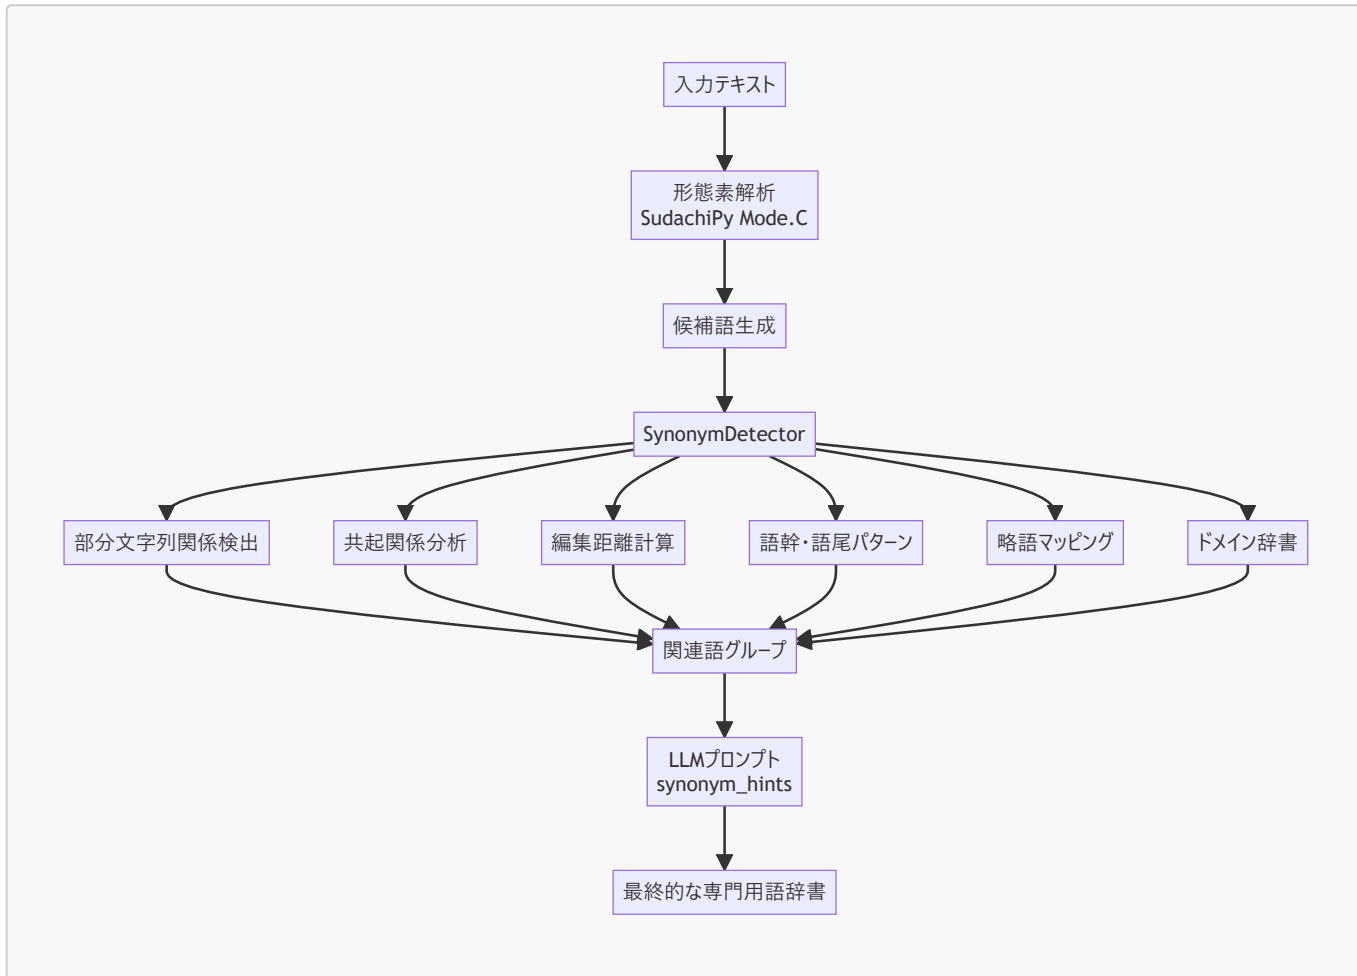 入力テキスト
形態素解析
SudachiPy Mode.C
候補語生成
SynonymDetector
部分文字列関係検出
共起関係分析
編集距離計算
語幹・語尾パターン
略語マッピング
ドメイン辞書
関連語グループ
LLMプロンプト
synonym_hints
最終的な専門用語辞書